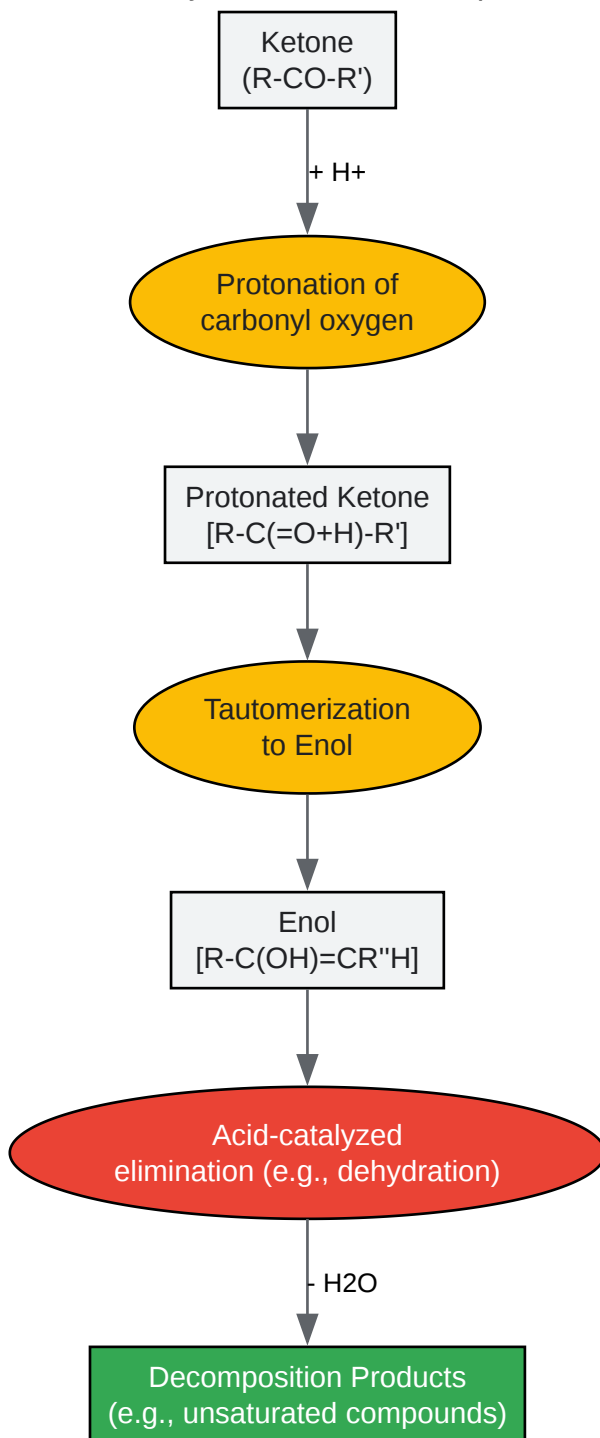 Ketone
(R-CO-R')
+ H+
Protonation of
carbonyl oxygen
Protonated Ketone
[R-C(=O+H)-R']
Tautomerization
to Enol
Enol
[R-C(OH)=CR''H]
Acid-catalyzed
elimination (e.g., dehydration)
- H2O
Decomposition Products
(e.g., unsaturated compounds)